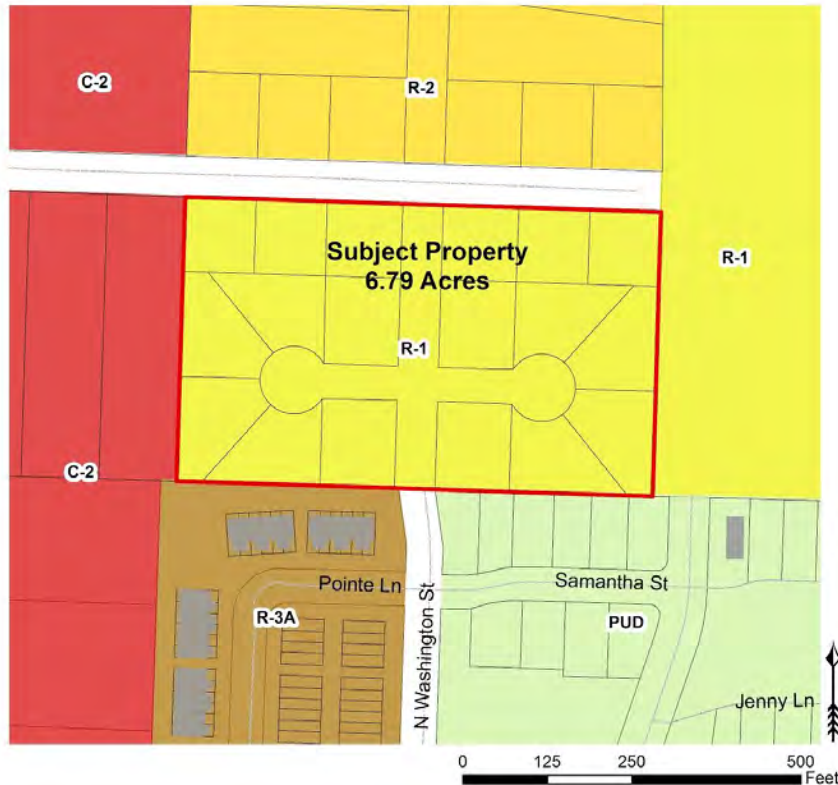 C-2
R-2
Subject Property
6.79 Acres
R-1
R-1
C-2
Pointe Ln
Samantha St
R-3A
N Washington St
PUD
Jenny Ln
0 125 250 500
Feet